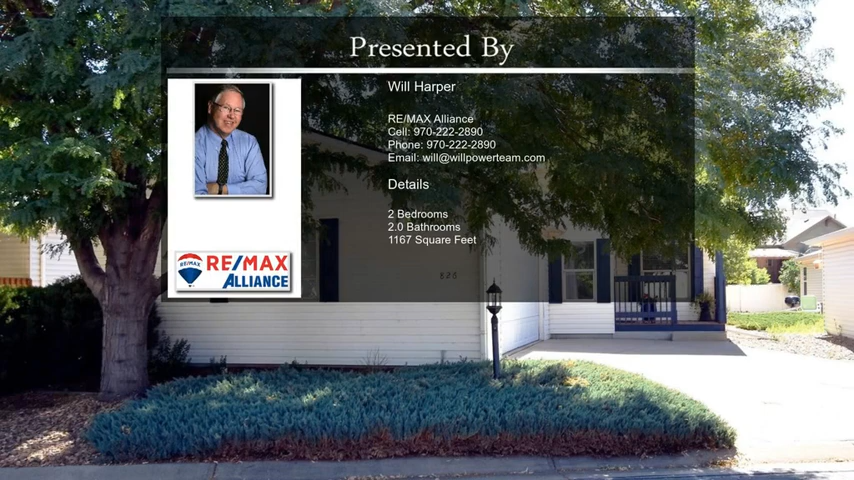 Presented By
Will Harper
RE/MAX Alliance
Cell: 970-222-2890
Phone: 970-222-2890
Email: will@willpowerteam.com
Details
2 Bedrooms
2.0 Bathrooms
1167 Square Feet
RE/MAX
RE/MAX
ALLIANCE
826